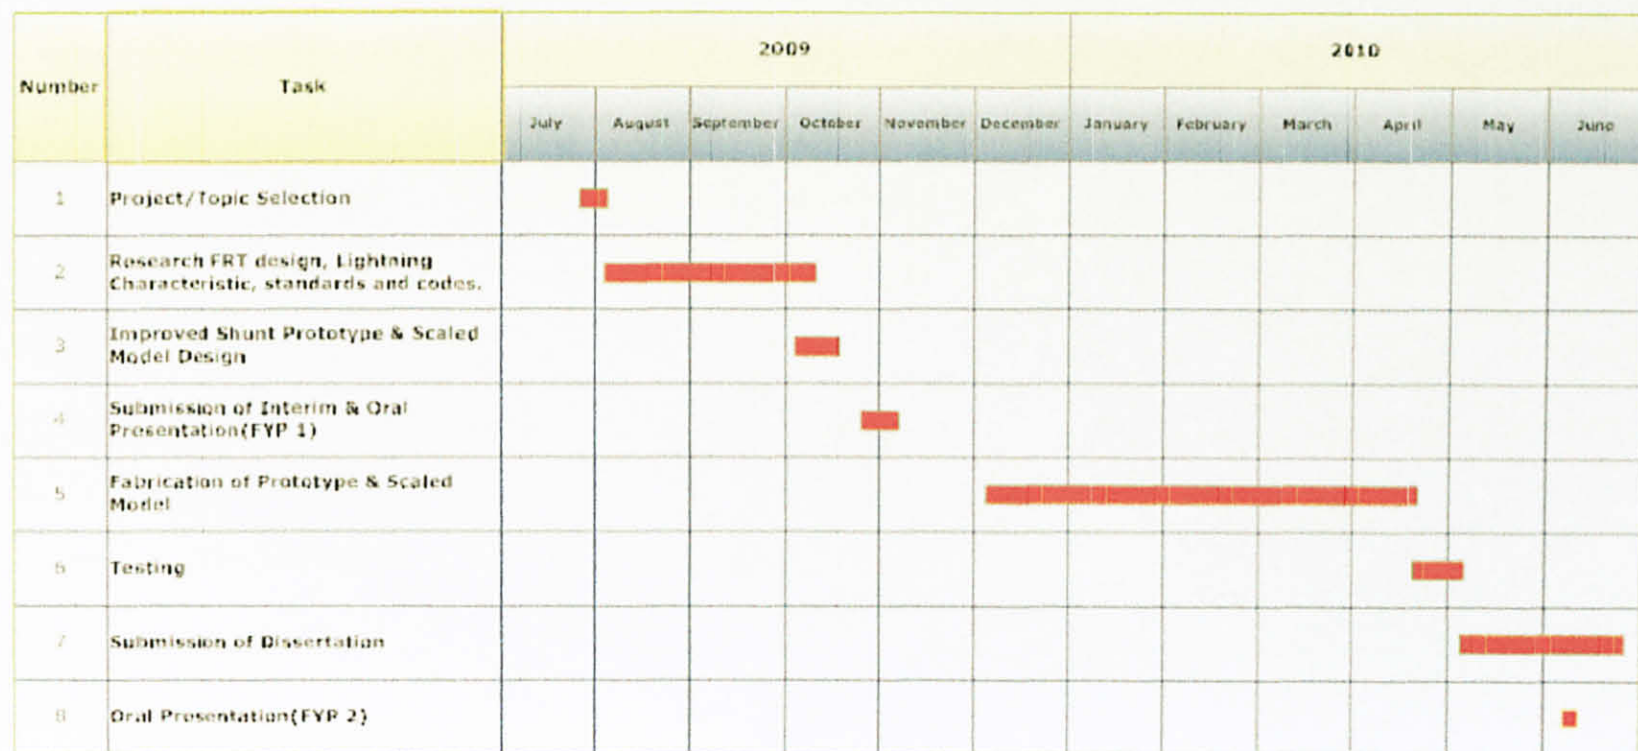 2009 2010
Number Task
July August September October November December January February March April May June
1 Project/Topic Selection
2 Research FRT design, Lightning
Characteristic, standards and codes.
3 Improved Shunt Prototype & Scaled
Model Design
4 Submission of Interim & Oral
Presentation(FYP 1)
5 Fabrication of Prototype & Scaled
Model
6 Testing
7 Submission of Dissertation
8 Oral Presentation(FYP 2)